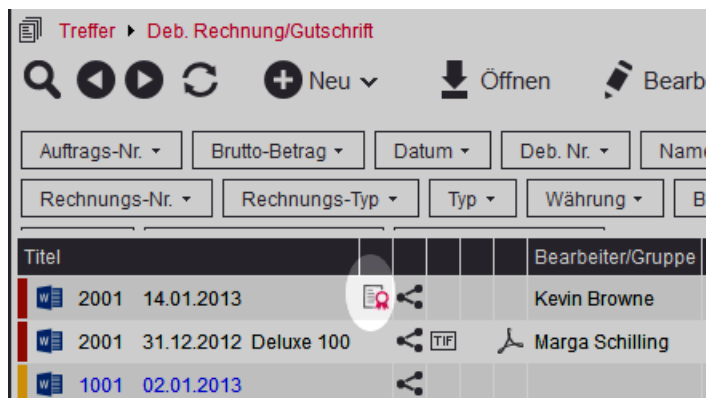 Treffer Deb. Rechnung/Gutschrift
Neu Öffnen Bearb
Auftrags-Nr. Brutto-Betrag Datum Deb. Nr. Name
Rechnungs-Nr. Rechnungs-Typ Typ Währung B
Titel Bearbeiter/Gruppe
W 2001 14.01.2013 Kevin Browne
W 2001 31.12.2012 Deluxe 100 TIF Marga Schilling
W 1001 02.01.2013